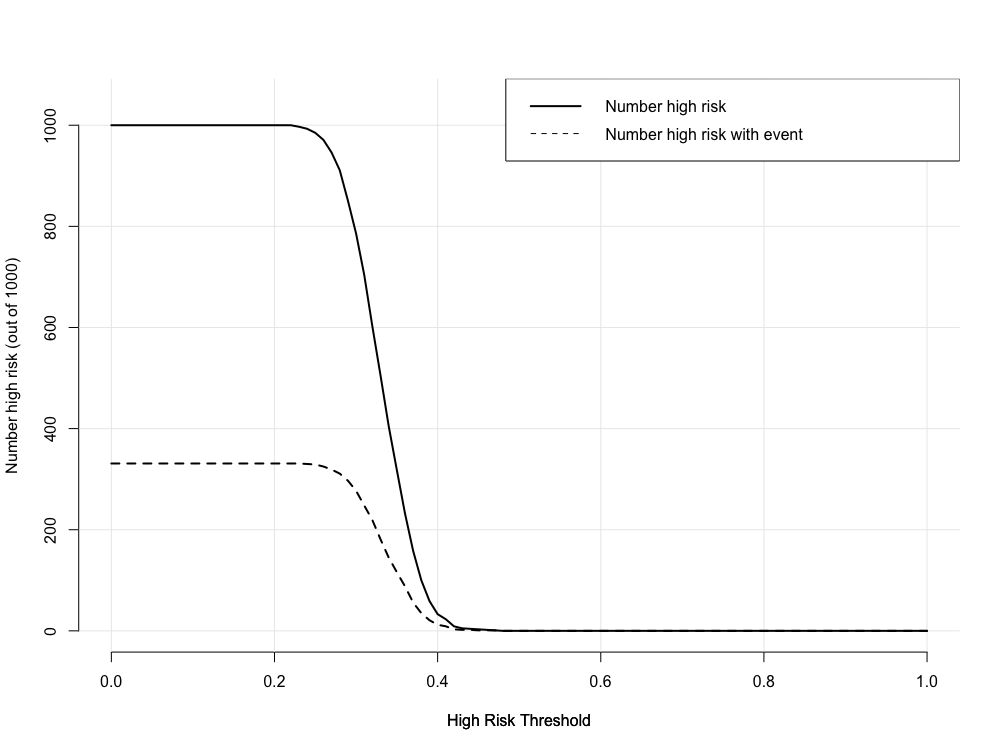 Number high risk
Number high risk with event
Number high risk (out of 1000)
1000
800
600
400
200
0
0.0 0.2 0.4 0.6 0.8 1.0
High Risk Threshold